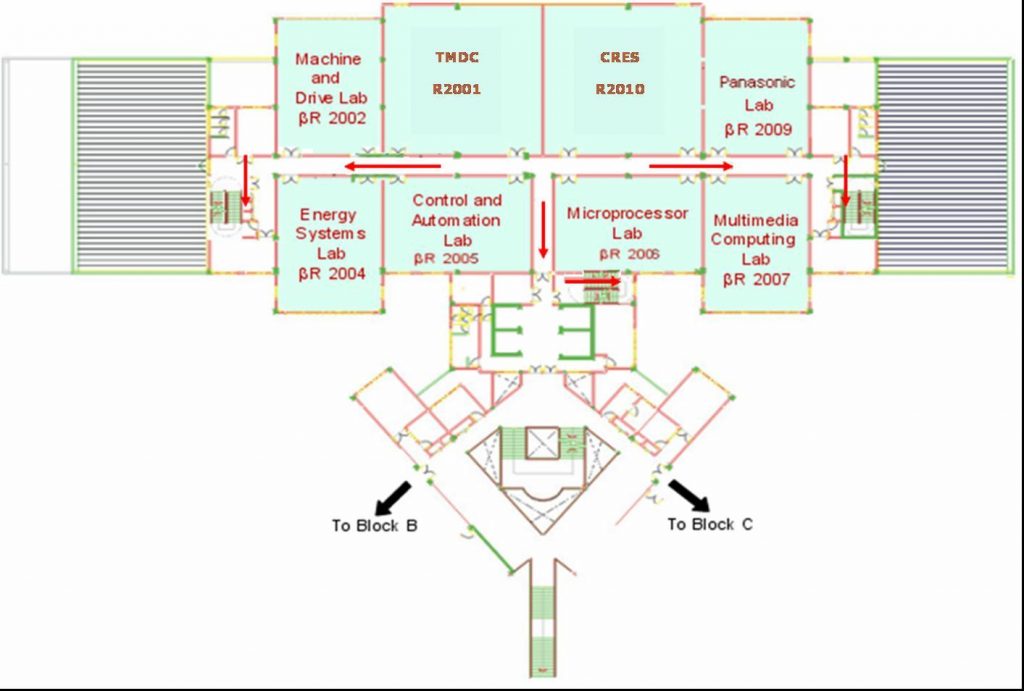 Machine
and
Drive Lab
βR 2002
TMDC
R2001
CRES
R2010
Panasonic
Lab
βR 2009
Energy
Systems
Lab
βR 2004
Control and
Automation
Lab
βR 2005
Microprocessor
Lab
βR 2006
Multimedia
Computing
Lab
βR 2007
To Block B
To Block C